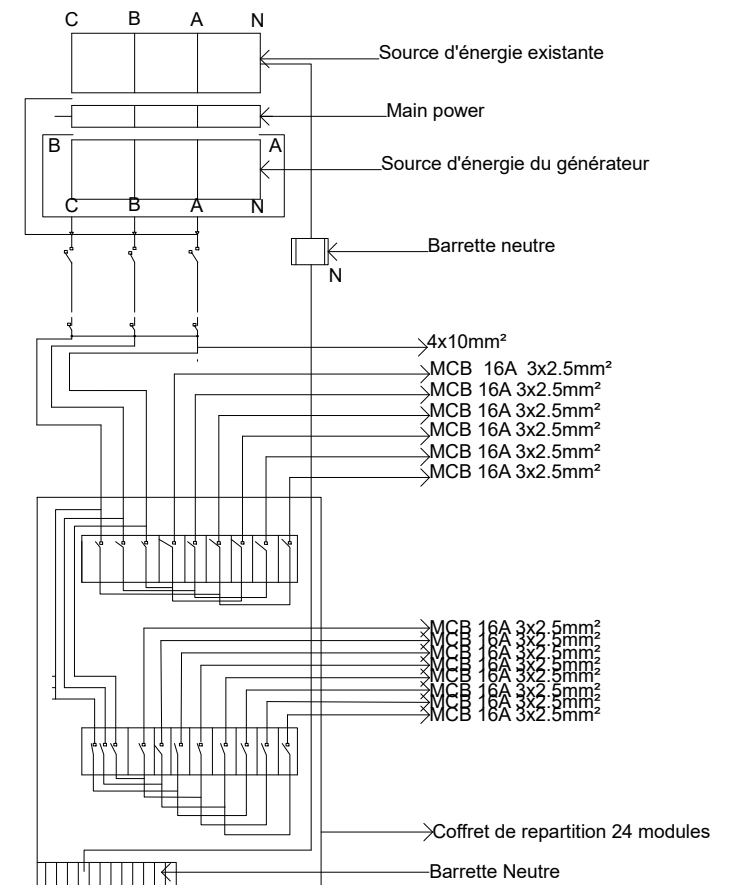 C B A N
Source d'énergie existante
Main power
B A
Source d'énergie du générateur
C B A N
Barrette neutre
N
4x10mm²
MCB 16A 3x2.5mm²
MCB 16A 3x2.5mm²
MCB 16A 3x2.5mm²
MCB 16A 3x2.5mm²
MCB 16A 3x2.5mm²
MCB 16A 3x2.5mm²
MCB 16A 3x2.5mm²
MCB 16A 3x2.5mm²
MCB 16A 3x2.5mm²
MCB 16A 3x2.5mm²
MCB 16A 3x2.5mm²
MCB 16A 3x2.5mm²
MCB 16A 3x2.5mm²
MCB 16A 3x2.5mm²
Coffret de repartition 24 modules
Barrette Neutre